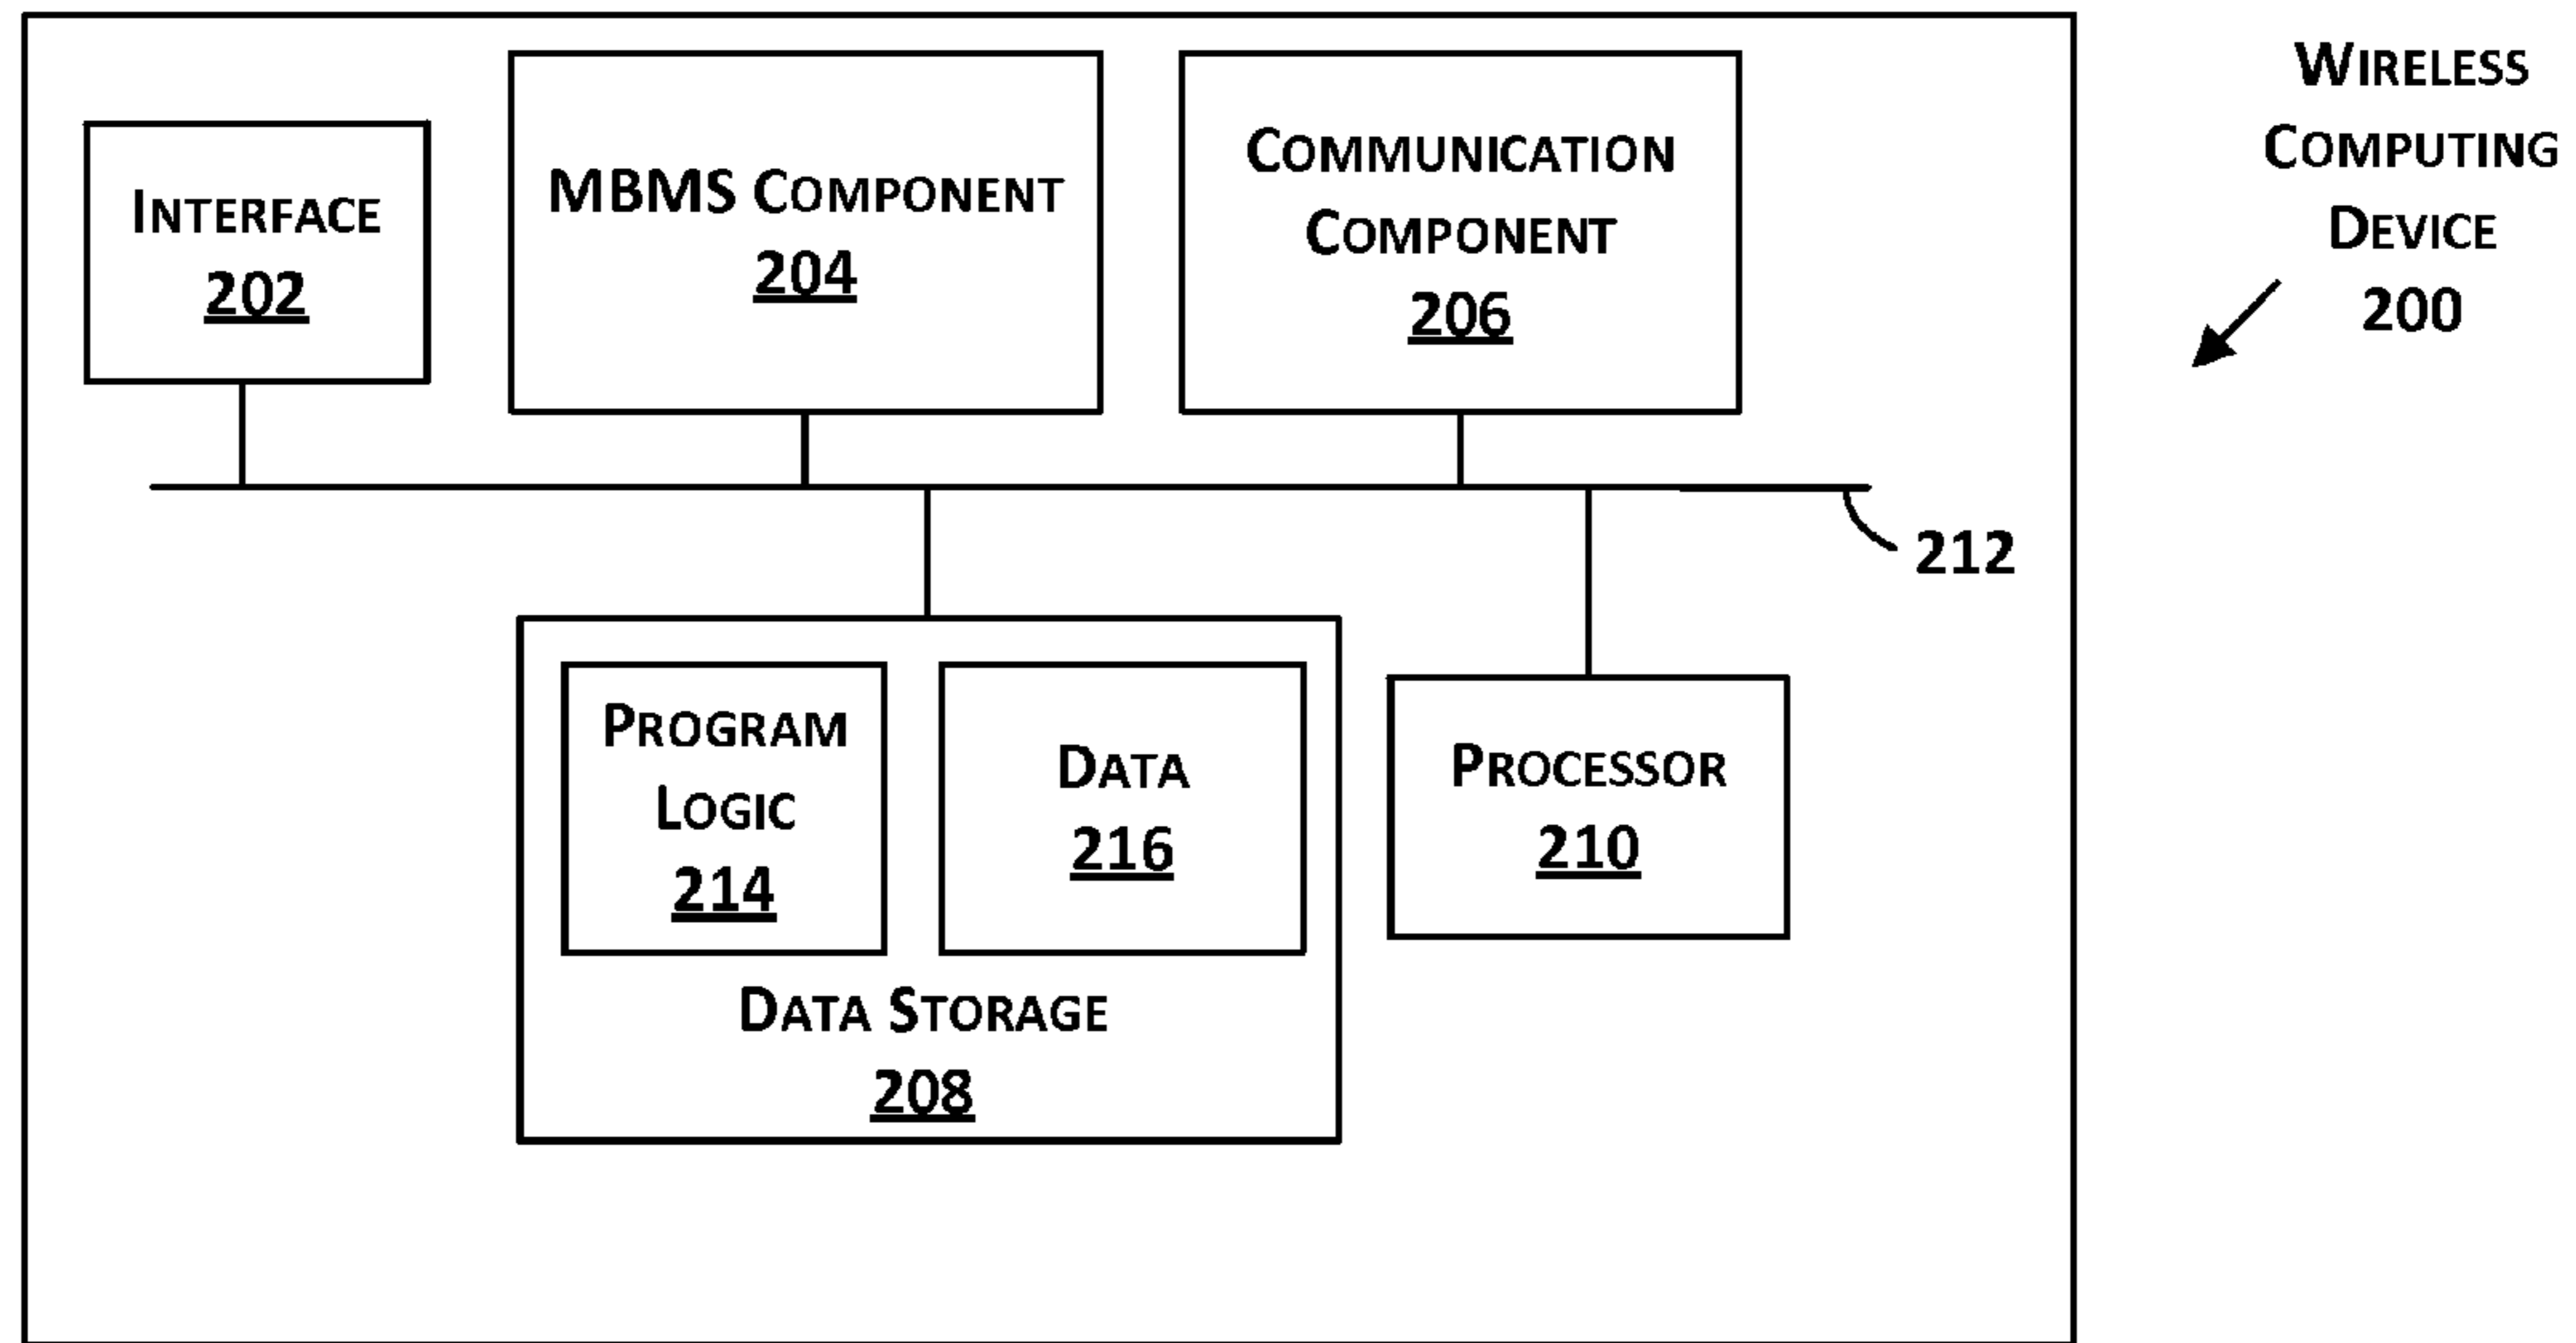 WIRELESS
COMPUTING
DEVICE
200
INTERFACE
202
MBMS COMPONENT
204
COMMUNICATION
COMPONENT
206
212
PROGRAM
LOGIC
214
DATA
216
DATA STORAGE
208
PROCESSOR
210